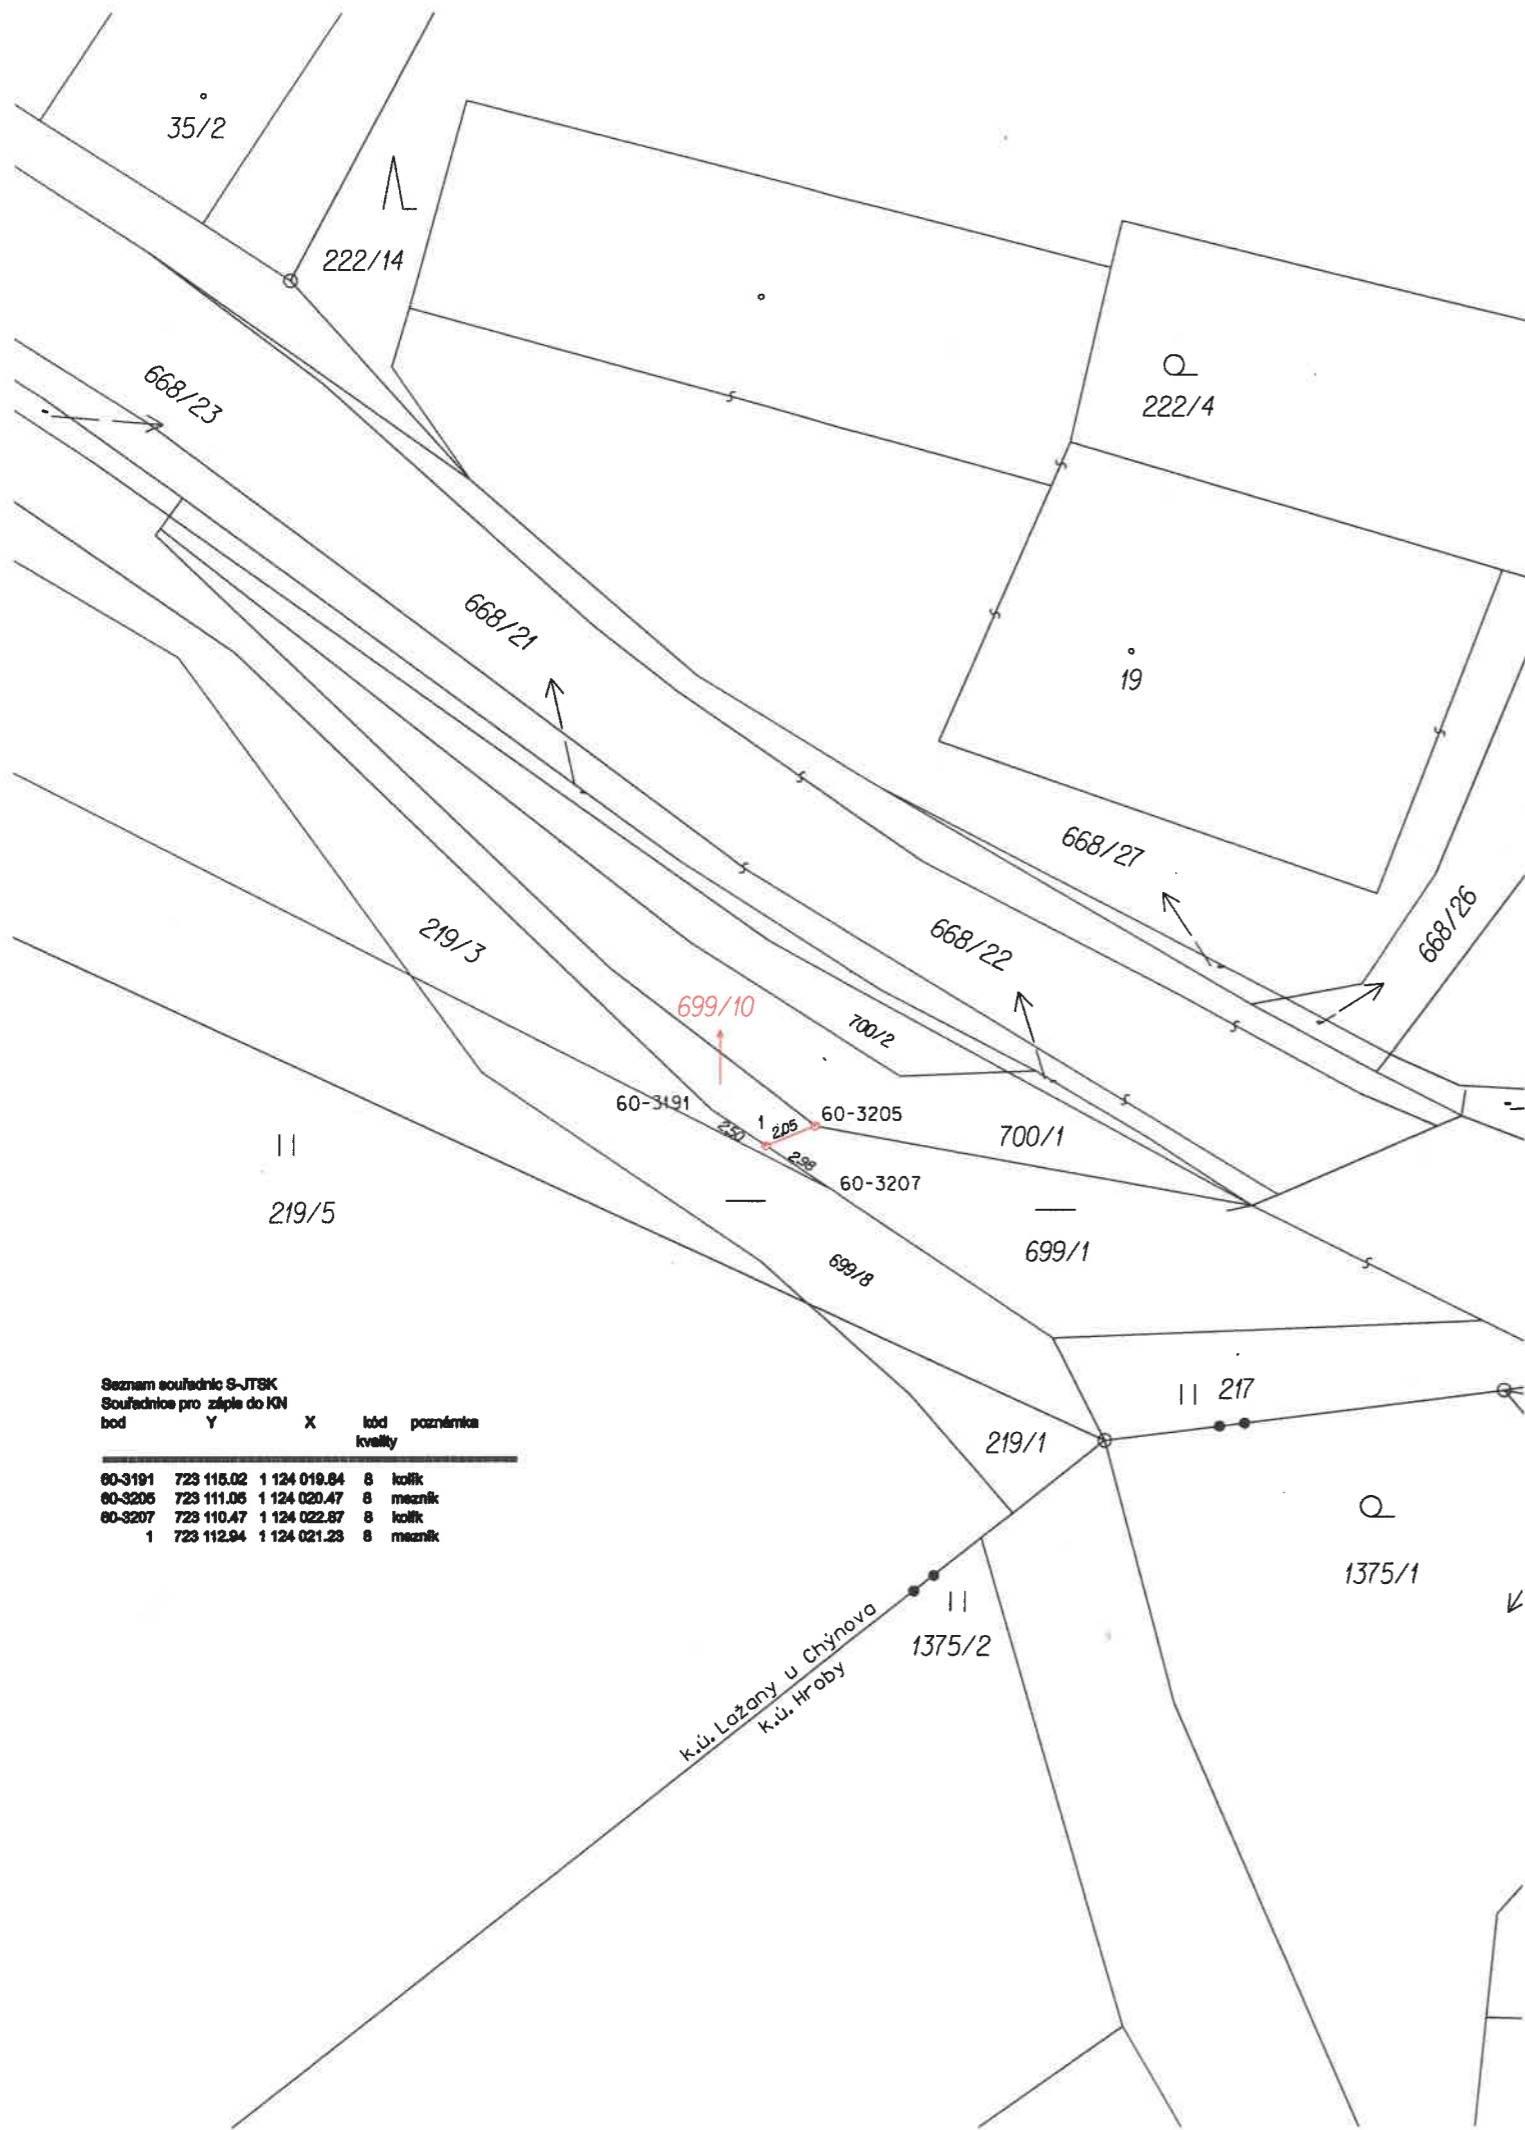 35/2
222/14
668/23
222/4
668/21
19
668/27
668/26
668/22
219/3
699/10
700/2
60-3191
1
2.05
60-3205
2.50
700/1
2.98
60-3207
219/5
699/1
699/8
217
219/1
1375/1
1375/2
k.ú. Lažany u Chýnova
k.ú. Hroby
Seznam souřadnic S-JTSK
Souřadnice pro zápis do KN
bod Y X kód poznámka
kvality
60-3191 723 115.02 1 124 019.84 8 kolík
60-3205 723 111.05 1 124 020.47 8 mezník
60-3207 723 110.47 1 124 022.87 8 kolík
1 723 112.94 1 124 021.23 8 mezník